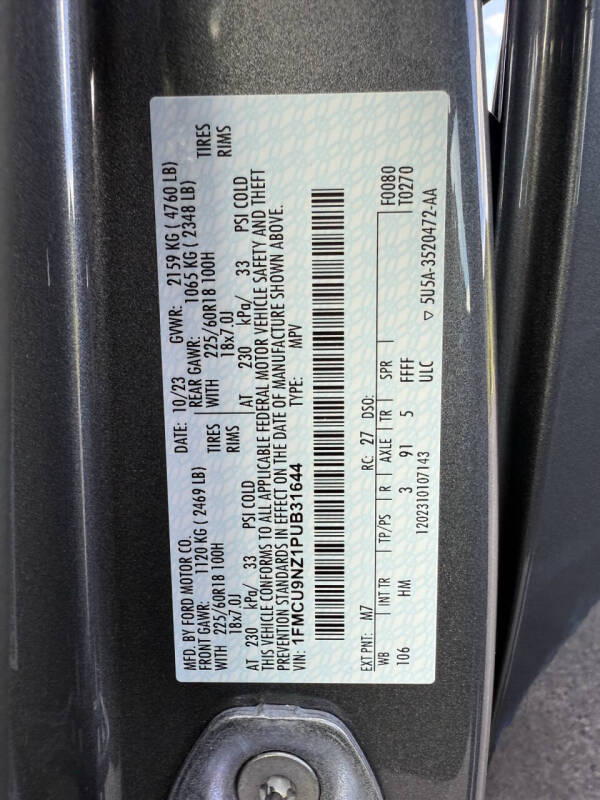 MFD. BY FORD MOTOR CO. DATE: 10/23 GVWR: 2159 KG ( 4760 LB)
FRONT GAWR: 1120 KG ( 2469 LB) REAR GAWR: 1065 KG ( 2348 LB)
WITH 225/60R18 100H TIRES WITH 225/60R18 100H TIRES
18x7.0J RIMS 18x7.0J RIMS
AT 230 kPa/ 33 PSI COLD AT 230 kPa/ 33 PSI COLD
THIS VEHICLE CONFORMS TO ALL APPLICABLE FEDERAL MOTOR VEHICLE SAFETY AND THEFT
PREVENTION STANDARDS IN EFFECT ON THE DATE OF MANUFACTURE SHOWN ABOVE.
VIN: 1FMCU9NZ1PUB31644 TYPE: MPV
EXT PNT: M7 RC: 27 DSO: F0080
WB INT TR TP/PS R AXLE TR SPR T0270
106 HM 3 91 5 FFFF
ULC
1202310107143 ▽ 5U5A-3520472-AA